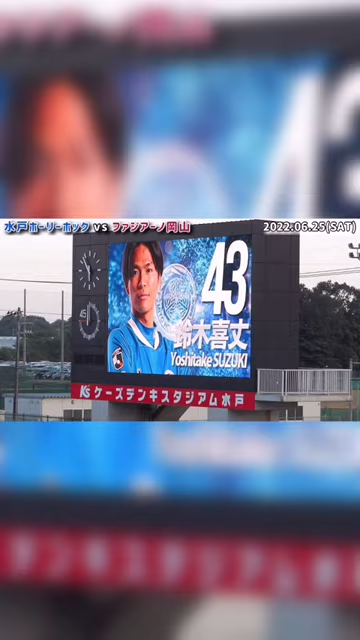 水戸ホーリーホック VS ファジアーノ岡山
2022.06.25(SAT)
43
鈴木喜丈
Yoshitake SUZUKI
45
K's ケーズデンキスタジアム水戸